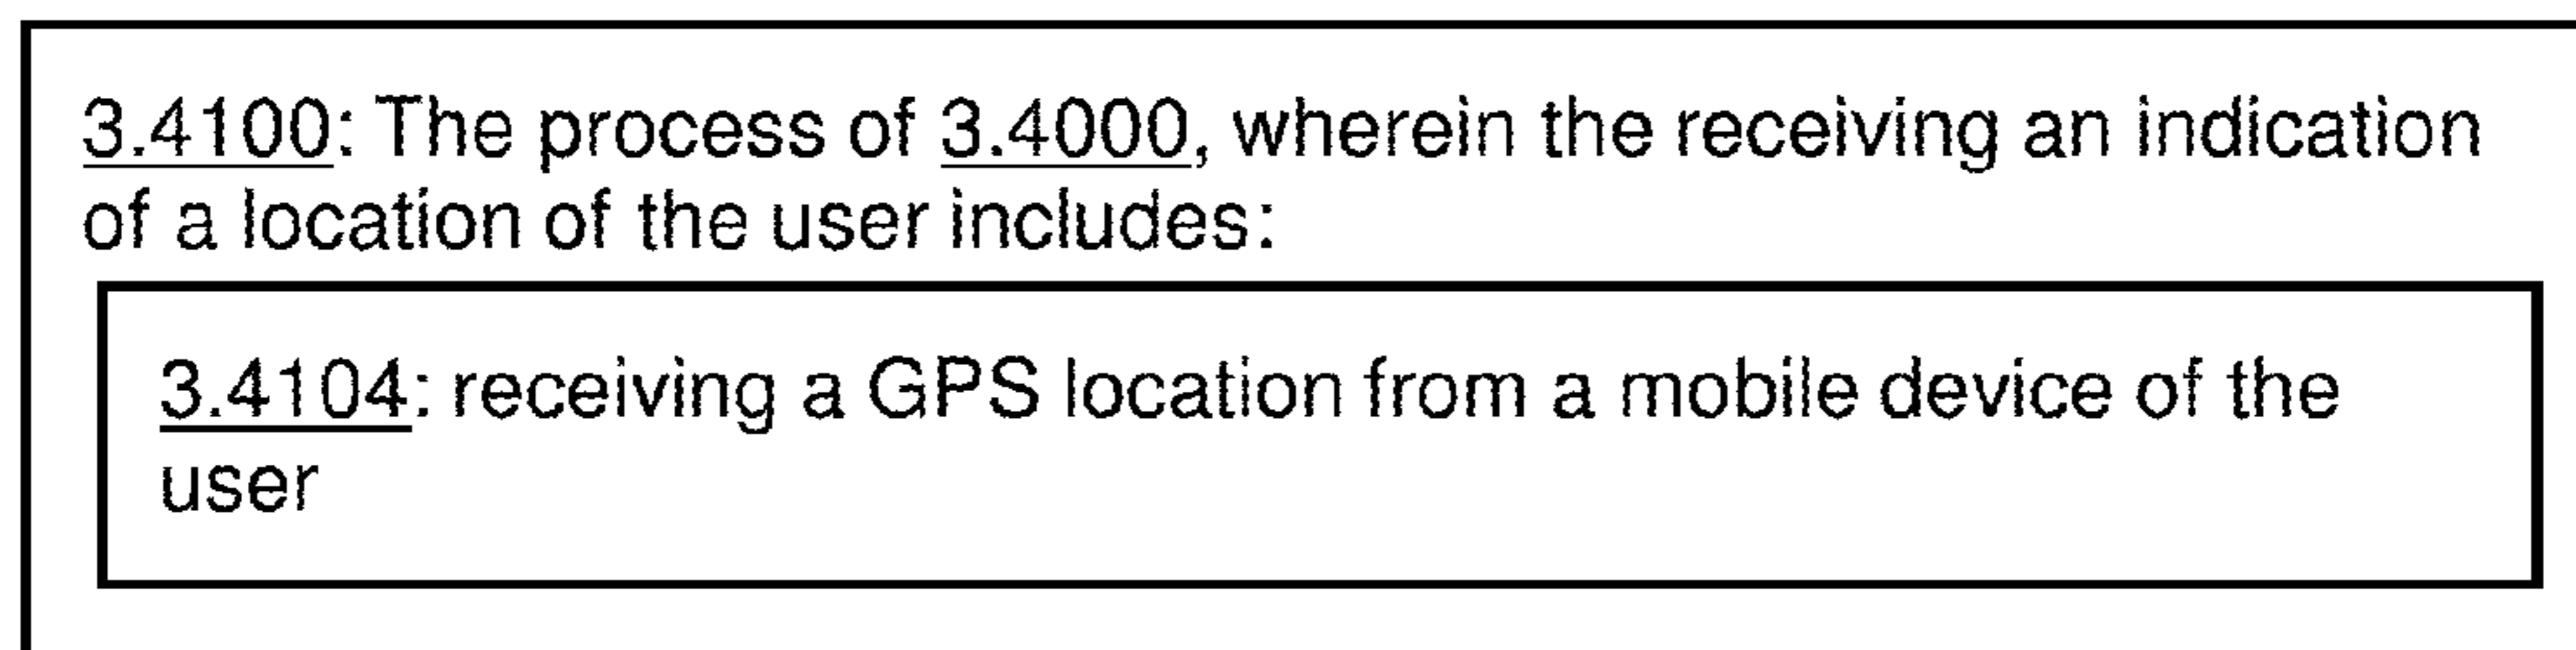 3.4100: The process of 3.4000, wherein the receiving an indication
of a location of the user includes:
3.4104: receiving a GPS location from a mobile device of the
user